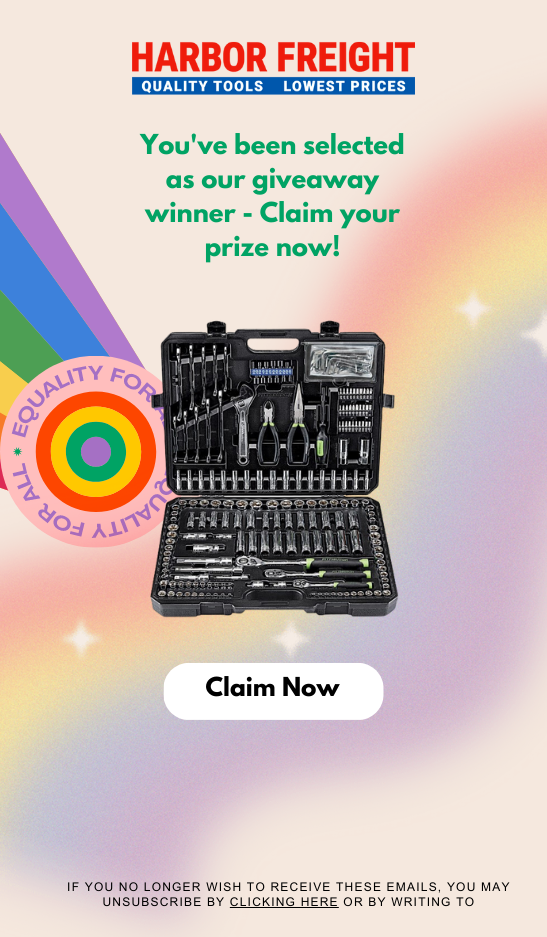 HARBOR FREIGHT
QUALITY TOOLS LOWEST PRICES
You've been selected
as our giveaway
winner - Claim your
prize now!
EQUALITY FOR A
QUALITY FOR ALL
Claim Now
IF YOU NO LONGER WISH TO RECEIVE THESE EMAILS, YOU MAY
UNSUBSCRIBE BY CLICKING HERE OR BY WRITING TO